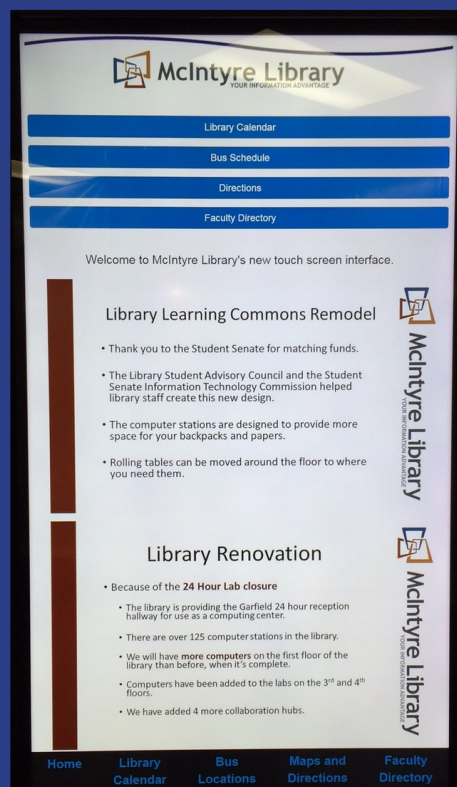 McIntyre Library
YOUR INFORMATION ADVANTAGE
Library Calendar
Bus Schedule
Directions
Faculty Directory
Welcome to McIntyre Library's new touch screen interface.
Library Learning Commons Remodel
• Thank you to the Student Senate for matching funds.
• The Library Student Advisory Council and the Student
Senate Information Technology Commission helped
library staff create this new design.
• The computer stations are designed to provide more
space for your backpacks and papers.
• Rolling tables can be moved around the floor to where
you need them.
McIntyre Library
YOUR INFORMATION ADVANTAGE
Library Renovation
• Because of the 24 Hour Lab closure
• The library is providing the Garfield 24 hour reception
hallway for use as a computing center.
• There are over 125 computer stations in the library.
• We will have more computers on the first floor of the
library than before, when it's complete.
• Computers have been added to the labs on the 3rd and 4th
floors.
• We have added 4 more collaboration hubs.
McIntyre Library
YOUR INFORMATION ADVANTAGE
Home
Library
Calendar
Bus
Locations
Maps and
Directions
Faculty
Directory